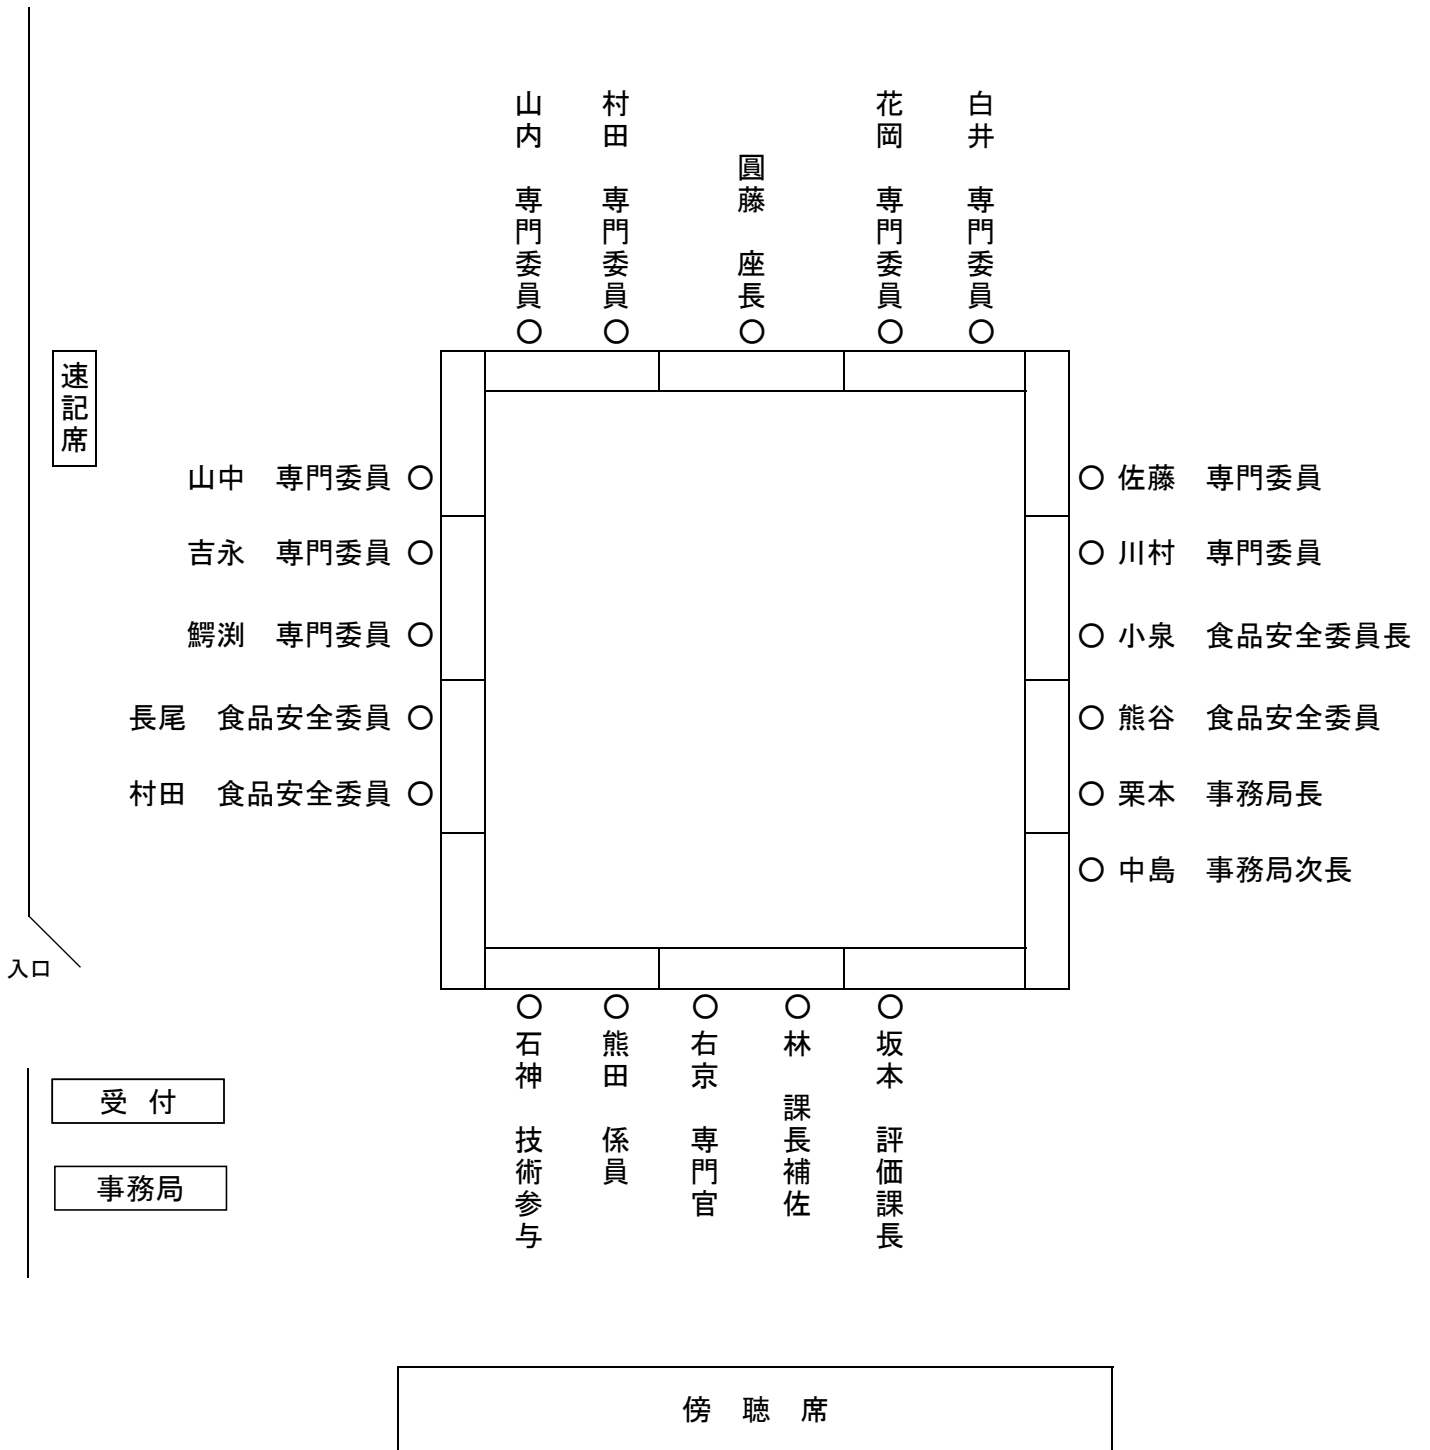 山内　専門委員
村田　専門委員
圓藤　座長
花岡　専門委員
白井　専門委員
速記席
山中　専門委員
吉永　専門委員
鰐渕　専門委員
長尾　食品安全委員
村田　食品安全委員
佐藤　専門委員
川村　専門委員
小泉　食品安全委員長
熊谷　食品安全委員
栗本　事務局長
中島　事務局次長
入口
石神　技術参与
熊田　係員
右京　専門官
林　課長補佐
坂本　評価課長
受 付
事務局
傍 聴 席